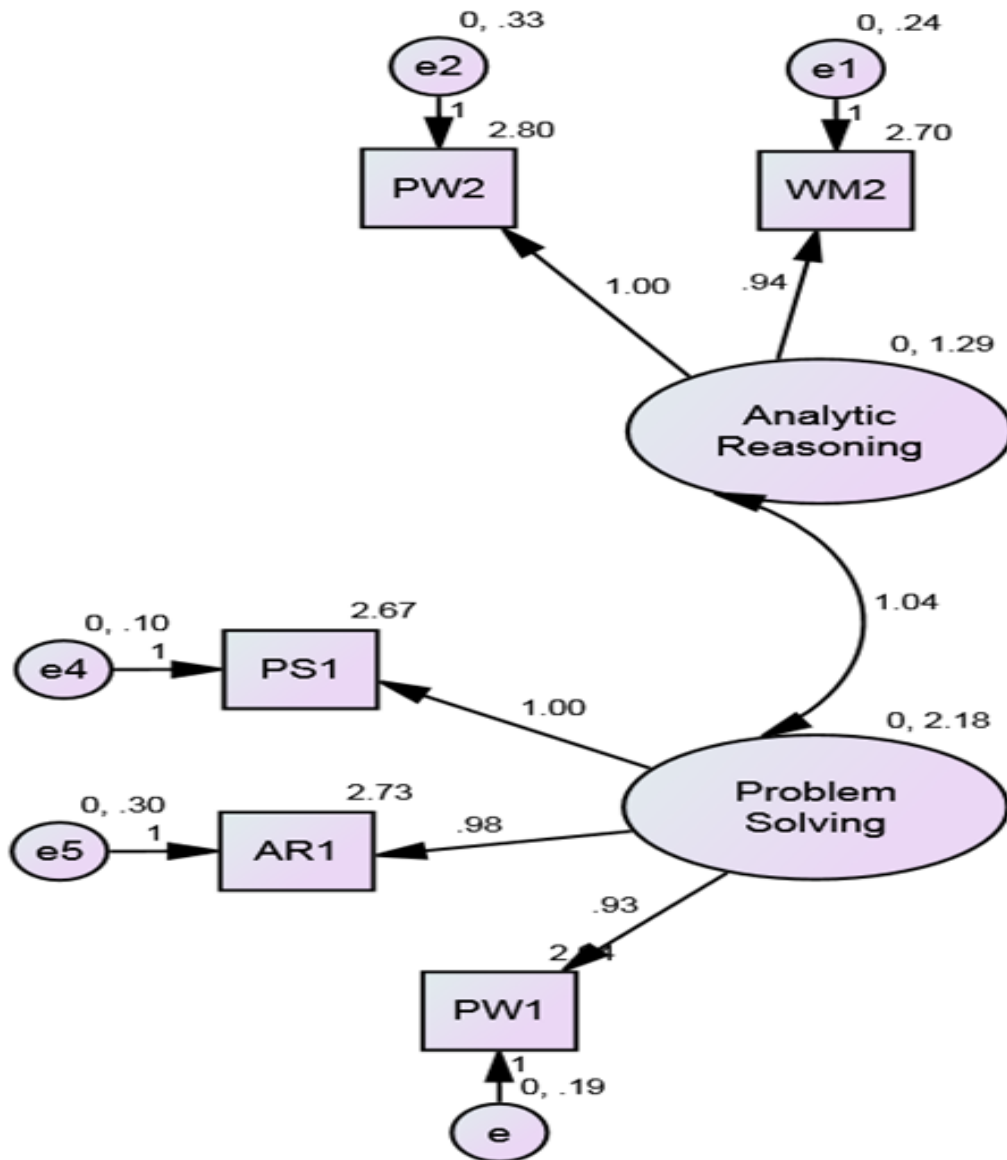 0, .33
0, .24
e2
e1
1
1
2.80
2.70
PW2
WM2
1.00
.94
0, 1.29
Analytic
Reasoning
1.04
2.67
0, .10
1
e4
PS1
1.00
0, 2.18
Problem
Solving
2.73
0, .30
1
e5
AR1
.98
.93
PW1
1
0, .19
e